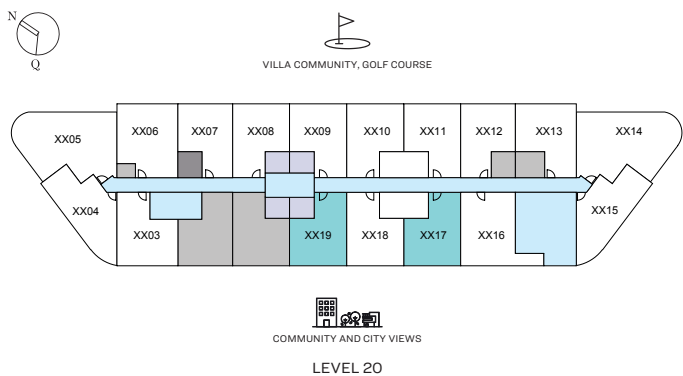 N
Q
VILLA COMMUNITY, GOLF COURSE
XX05
XX06
XX07
XX08
XX09
XX10
XX11
XX12
XX13
XX14
XX04
XX03
XX19
XX18
XX17
XX16
XX15
COMMUNITY AND CITY VIEWS
LEVEL 20